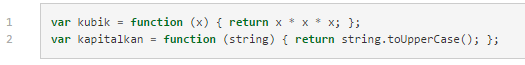 1 var kubik = function (x) { return x * x * x; };
2 var kapitalkan = function (string) { return string.toUpperCase(); };